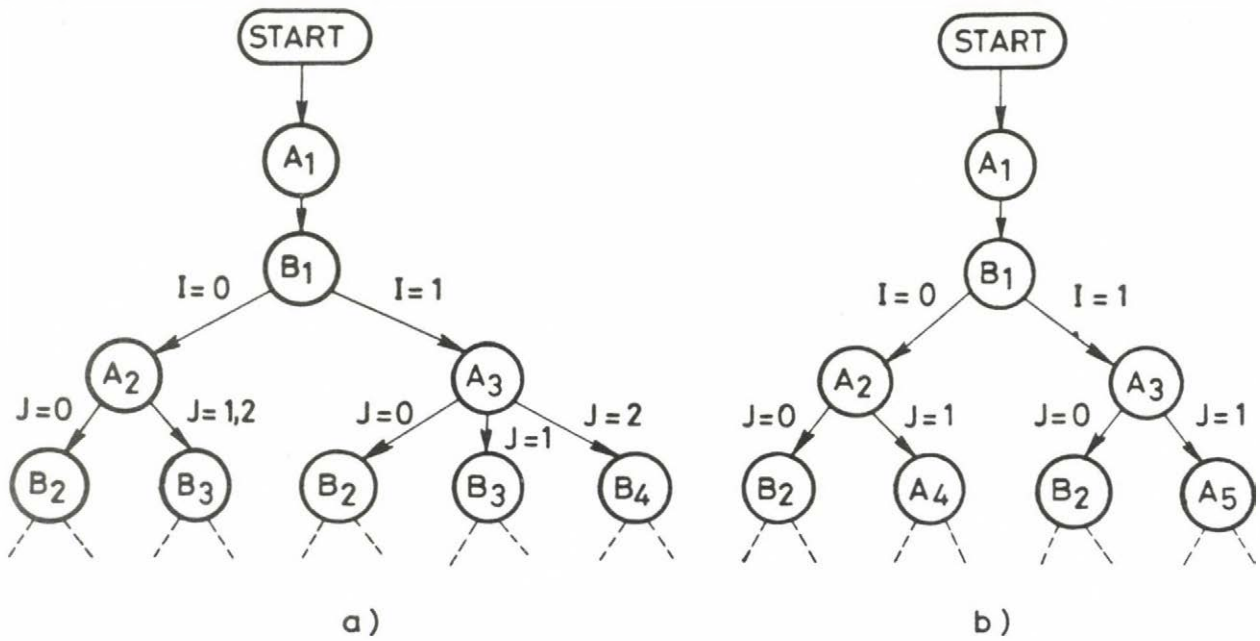 START
A1
B1
I=0
I=1
A2
A3
J=0
J=1,2
J=0
J=1
J=2
B2
B3
B2
B3
B4
a)
START
A1
B1
I=0
I=1
A2
A3
J=0
J=1
J=0
J=1
B2
A4
B2
A5
b)